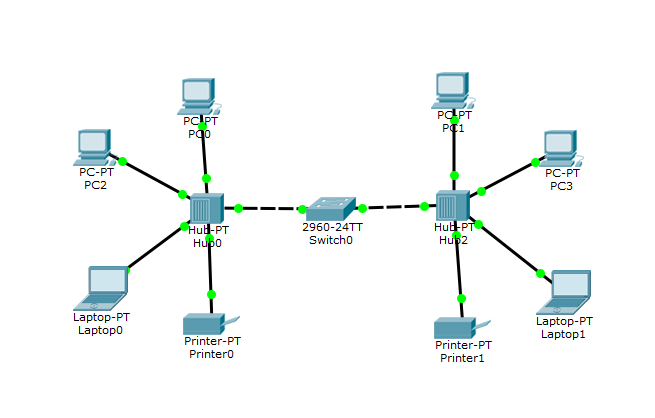 PC-PT
PC0
PC-PT
PC1
PC-PT
PC2
PC-PT
PC3
Hub-PT
Hub0
2960-24TT
Switch0
Hub-PT
Hub2
Laptop-PT
Laptop0
Printer-PT
Printer0
Printer-PT
Printer1
Laptop-PT
Laptop1